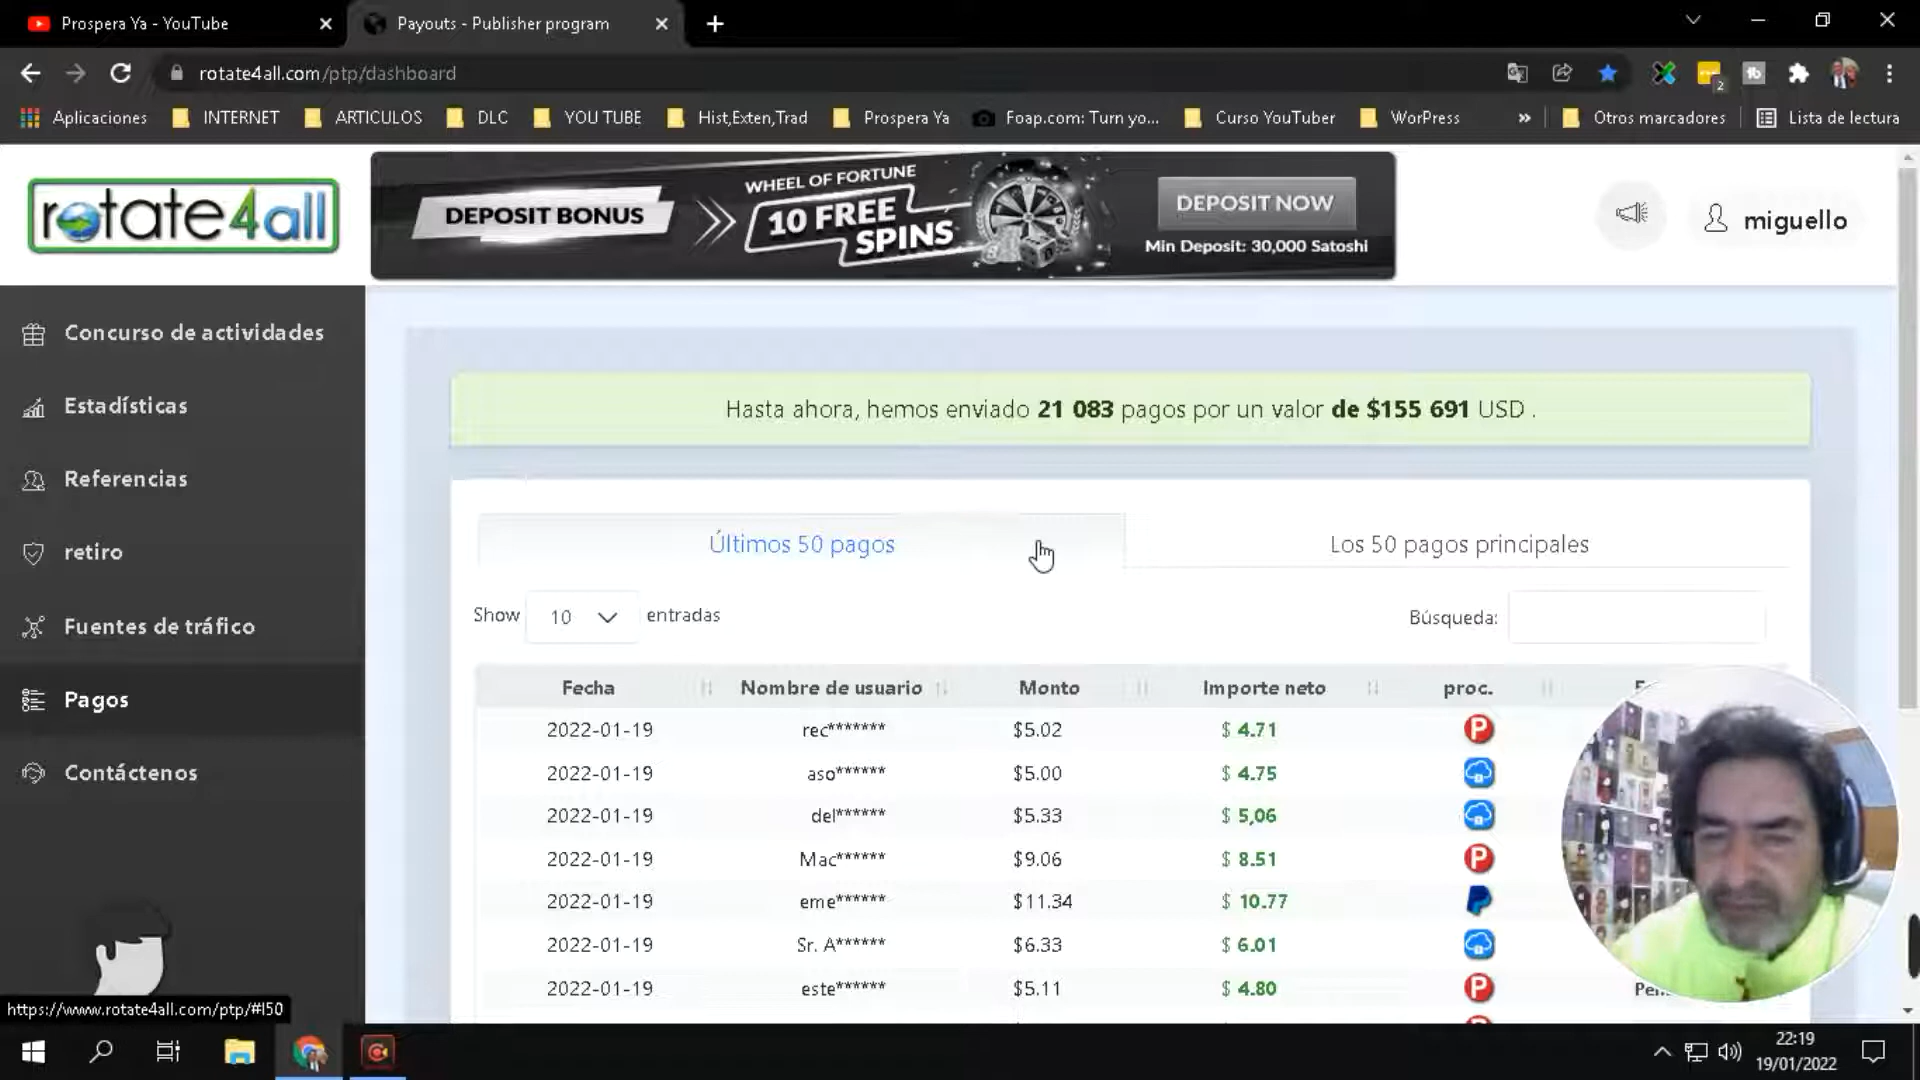 Prospera Ya - YouTube
Payouts - Publisher program
rotate4all.com/ptp/dashboard
2
tb
Aplicaciones
INTERNET
ARTICULOS
DLC
YOU TUBE
Hist,Exten,Trad
Prospera Ya
Foap.com: Turn yo...
Curso YouTuber
WorPress
»
Otros marcadores
Lista de lectura
rotate4all
DEPOSIT BONUS
WHEEL OF FORTUNE
10 FREE
SPINS
DEPOSIT NOW
Min Deposit: 30,000 Satoshi
miguello
Concurso de actividades
Estadísticas
Referencias
retiro
Fuentes de tráfico
Pagos
Contáctenos
Hasta ahora, hemos enviado 21 083 pagos por un valor de $155 691 USD .
Últimos 50 pagos
Los 50 pagos principales
Show 10 entradas
Búsqueda:
Fecha Nombre de usuario Monto Importe neto proc.
2022-01-19 rec******* $5.02 $ 4.71
2022-01-19 aso****** $5.00 $ 4.75
2022-01-19 del****** $5.33 $ 5,06
2022-01-19 Mac****** $9.06 $ 8.51
2022-01-19 eme****** $11.34 $ 10.77
2022-01-19 Sr. A****** $6.33 $ 6.01
2022-01-19 este****** $5.11 $ 4.80
https://www.rotate4all.com/ptp/#l50
22:19
19/01/2022